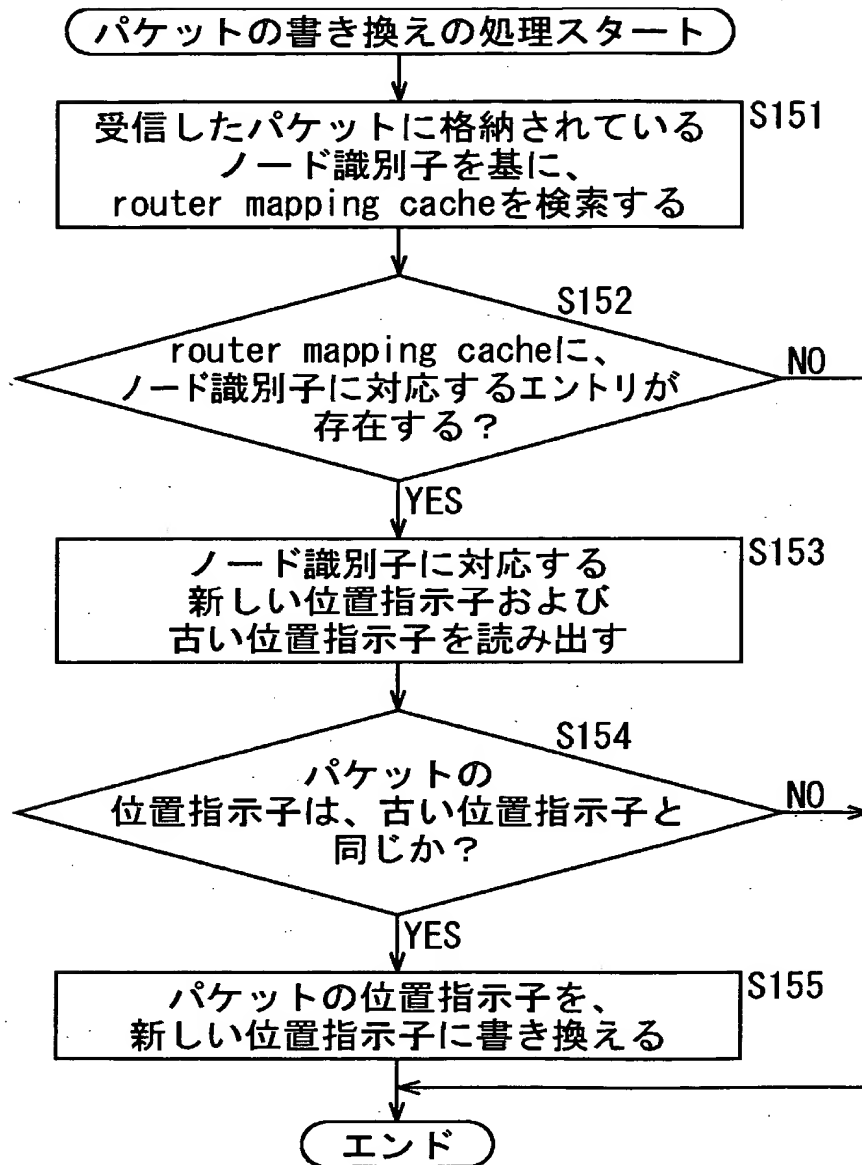 パケットの書き換えの処理スタート
S151
受信したパケットに格納されている
ノード識別子を基に、
router mapping cacheを検索する
S152
router mapping cacheに、
ノード識別子に対応するエントリが
存在する？
NO
YES
S153
ノード識別子に対応する
新しい位置指示子および
古い位置指示子を読み出す
S154
パケットの
位置指示子は、古い位置指示子と
同じか？
NO
YES
S155
パケットの位置指示子を、
新しい位置指示子に書き換える
エンド